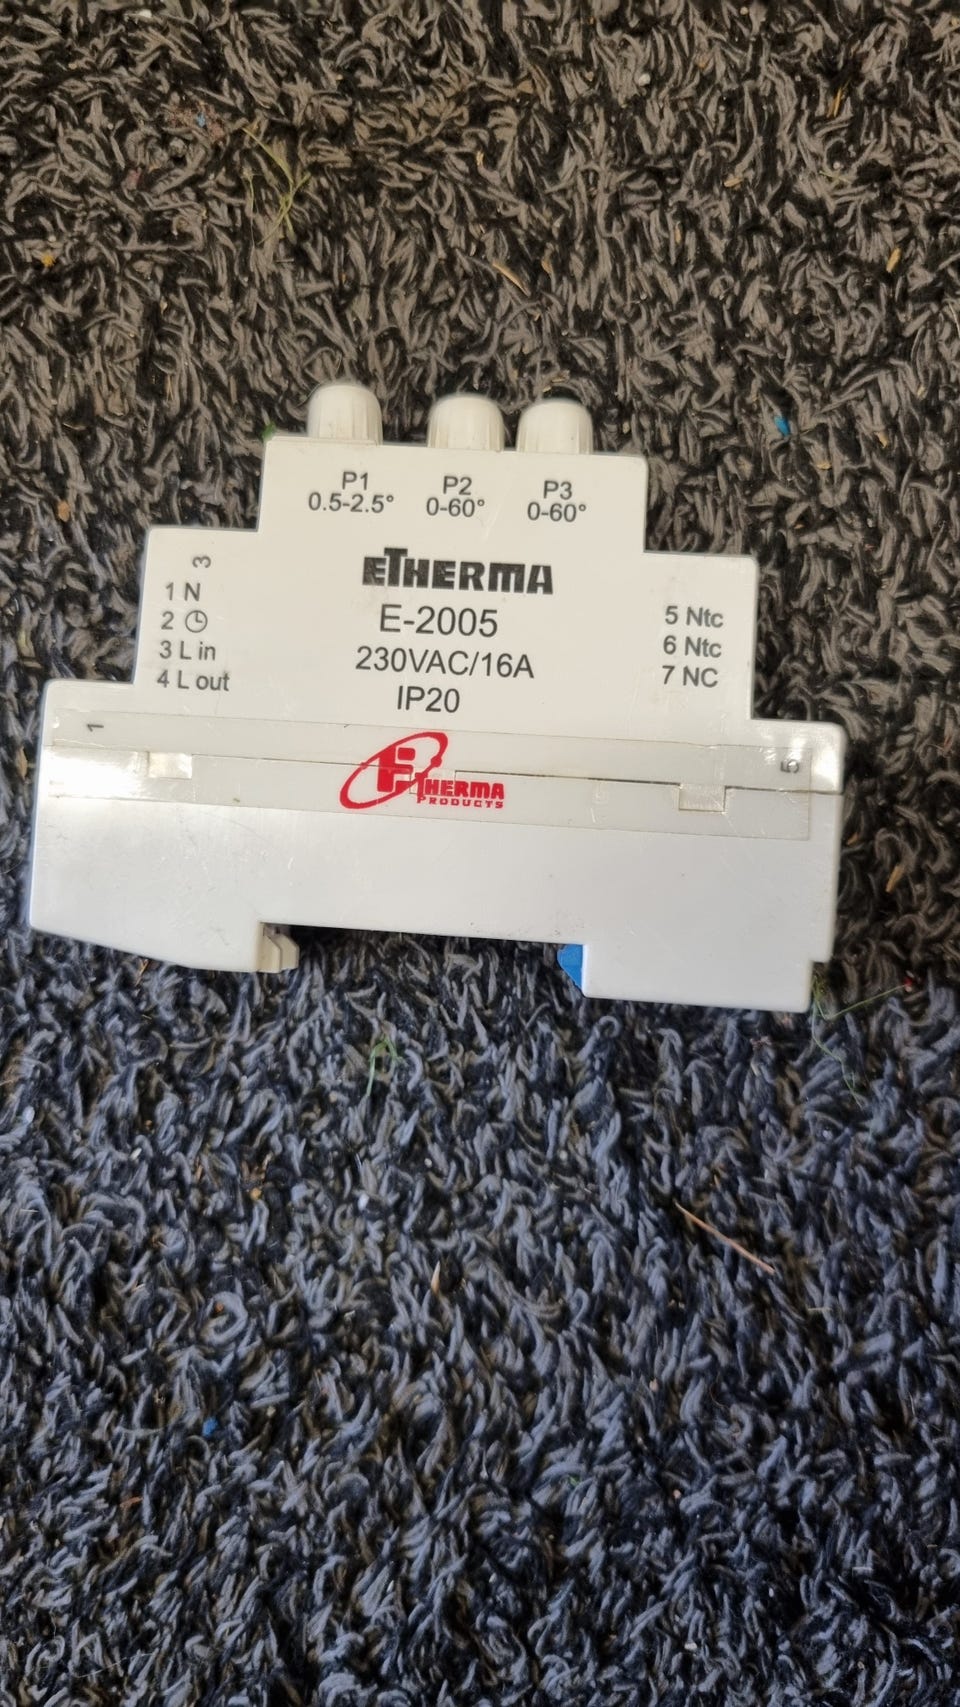 P1 P2 P3
0.5-2.5° 0-60° 0-60°
3
1 N
2
3 L in
4 L out
eTHERMA
E-2005
230VAC/16A
IP20
5 Ntc
6 Ntc
7 NC
1
5
THERMA
PRODUCTS